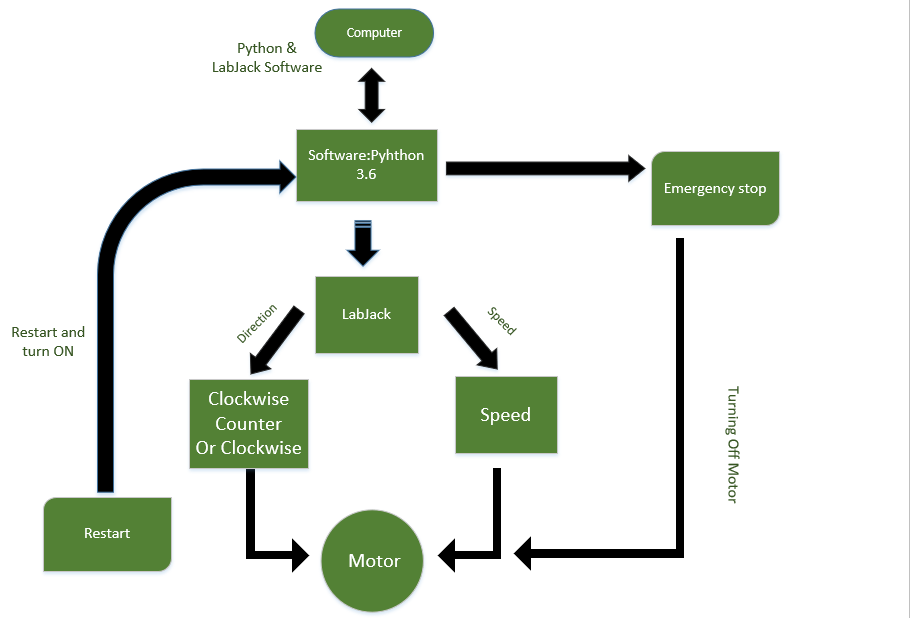 Computer
Python &
LabJack Software
Software:Pyhthon
3.6
Emergency stop
LabJack
Direction
Speed
Restart and
turn ON
Clockwise
Counter
Or Clockwise
Speed
Turning Off Motor
Restart
Motor